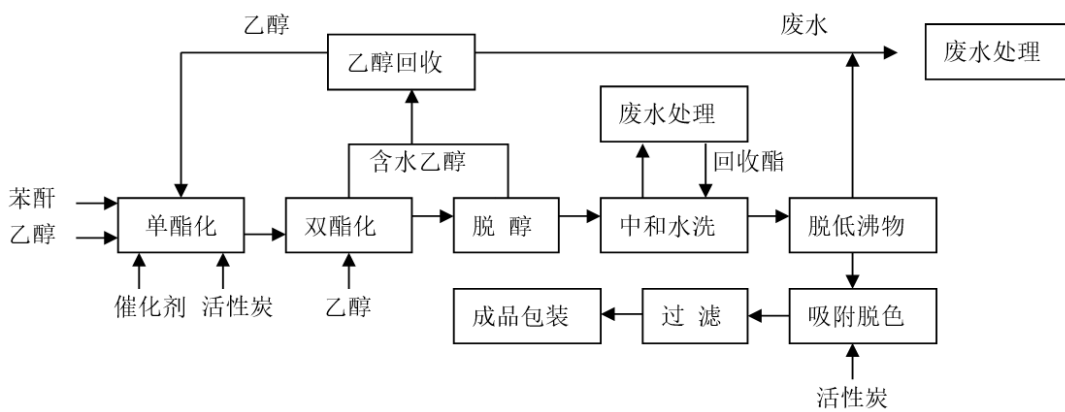 乙醇
废水
乙醇回收
废水处理
废水处理
含水乙醇
回收酯
苯酐
乙醇
单酯化
双酯化
脱 醇
中和水洗
脱低沸物
催化剂
活性炭
乙醇
成品包装
过 滤
吸附脱色
活性炭